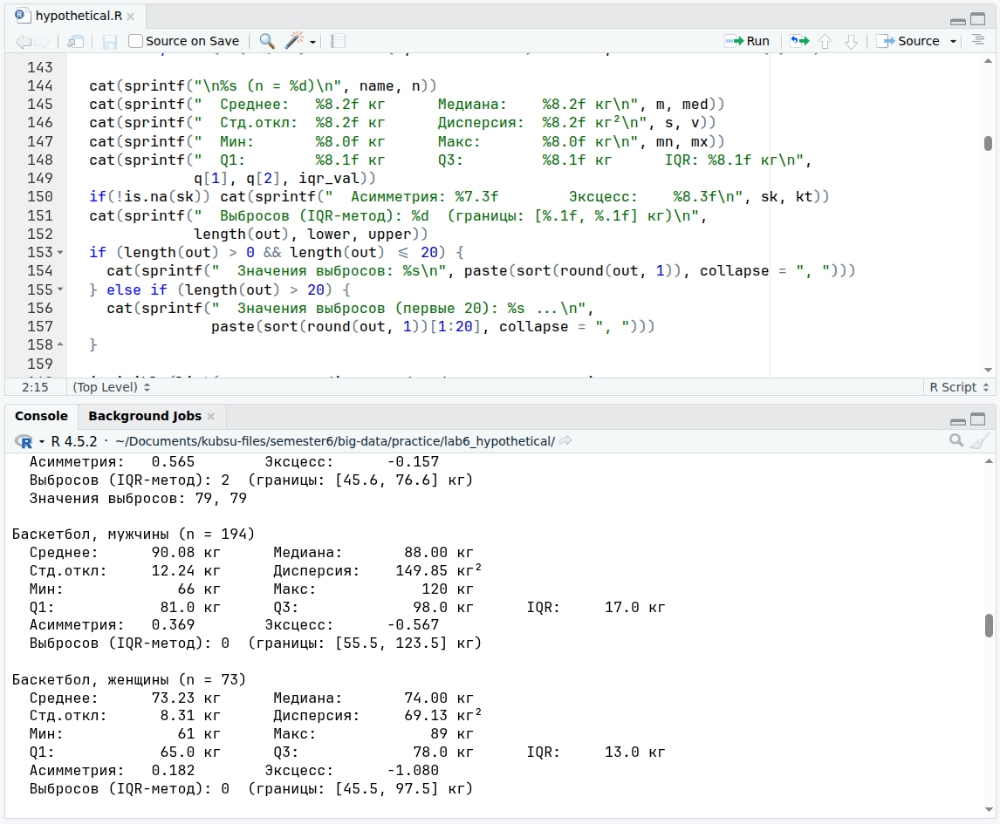 hypothetical.R
Source on Save
Run
Source
143
144 cat(sprintf("\n%s (n = %d)\n", name, n))
145 cat(sprintf("  Среднее:   %8.2f кг      Медиана:    %8.2f кг\n", m, med))
146 cat(sprintf("  Стд.откл:  %8.2f кг      Дисперсия:  %8.2f кг²\n", s, v))
147 cat(sprintf("  Мин:       %8.0f кг      Макс:       %8.0f кг\n", mn, mx))
148 cat(sprintf("  Q1:        %8.1f кг      Q3:         %8.1f кг      IQR: %8.1f кг\n",
149             q[1], q[2], iqr_val))
150 if(!is.na(sk)) cat(sprintf("  Асимметрия: %7.3f        Эксцесс:    %8.3f\n", sk, kt))
151 cat(sprintf("  Выбросов (IQR-метод): %d  (границы: [%.1f, %.1f] кг)\n",
152             length(out), lower, upper))
153 if (length(out) > 0 && length(out) <= 20) {
154   cat(sprintf("  Значения выбросов: %s\n", paste(sort(round(out, 1)), collapse = ", ")))
155 } else if (length(out) > 20) {
156   cat(sprintf("  Значения выбросов (первые 20): %s ...\n",
157               paste(sort(round(out, 1))[1:20], collapse = ", ")))
158 }
159
2:15 (Top Level) R Script
Console Background Jobs
R 4.5.2 · ~/Documents/kubsu-files/semester6/big-data/practice/lab6_hypothetical/
Асимметрия:   0.565        Эксцесс:      -0.157
Выбросов (IQR-метод): 2  (границы: [45.6, 76.6] кг)
Значения выбросов: 79, 79
Баскетбол, мужчины (n = 194)
Среднее:      90.08 кг      Медиана:       88.00 кг
Стд.откл:     12.24 кг      Дисперсия:    149.85 кг²
Мин:             66 кг      Макс:            120 кг
Q1:            81.0 кг      Q3:             98.0 кг      IQR:     17.0 кг
Асимметрия:   0.369        Эксцесс:      -0.567
Выбросов (IQR-метод): 0  (границы: [55.5, 123.5] кг)
Баскетбол, женщины (n = 73)
Среднее:      73.23 кг      Медиана:       74.00 кг
Стд.откл:      8.31 кг      Дисперсия:     69.13 кг²
Мин:             61 кг      Макс:             89 кг
Q1:            65.0 кг      Q3:             78.0 кг      IQR:     13.0 кг
Асимметрия:   0.182        Эксцесс:      -1.080
Выбросов (IQR-метод): 0  (границы: [45.5, 97.5] кг)